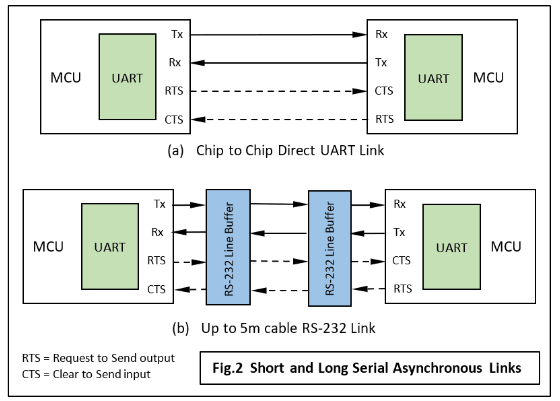 Tx Rx
MCU UART Rx Tx UART MCU
RTS CTS
CTS RTS
(a) Chip to Chip Direct UART Link
Tx RS-232 Line Buffer RS-232 Line Buffer Rx
MCU UART Rx Tx UART MCU
RTS CTS
CTS RTS
(b) Up to 5m cable RS-232 Link
RTS = Request to Send output
CTS = Clear to Send input
Fig.2 Short and Long Serial Asynchronous Links